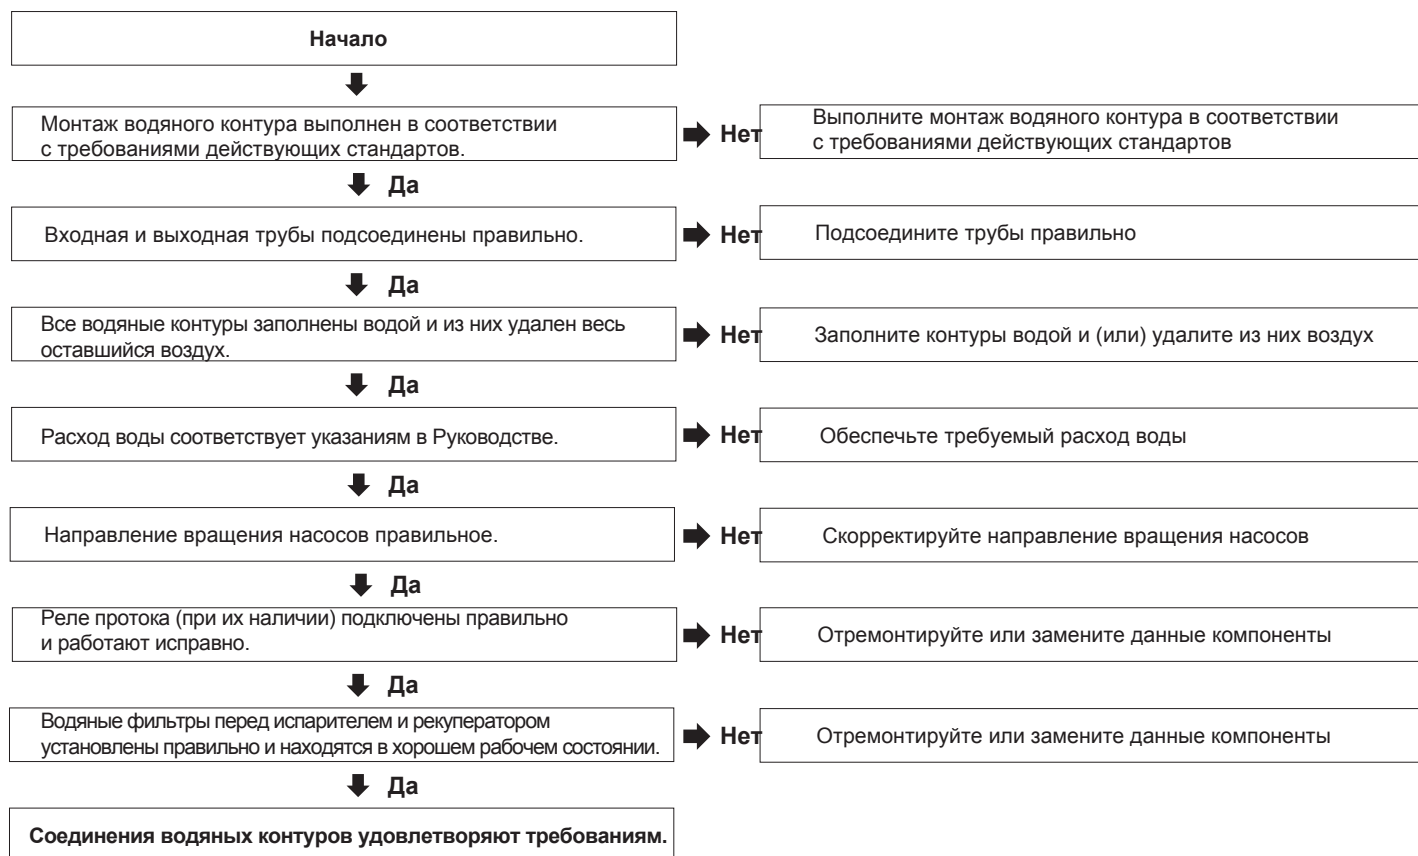 Начало
Монтаж водяного контура выполнен в соответствии
с требованиями действующих стандартов.
Нет
Выполните монтаж водяного контура в соответствии
с требованиями действующих стандартов
Да
Входная и выходная трубы подсоединены правильно.
Нет
Подсоедините трубы правильно
Да
Все водяные контуры заполнены водой и из них удален весь
оставшийся воздух.
Нет
Заполните контуры водой и (или) удалите из них воздух
Да
Расход воды соответствует указаниям в Руководстве.
Нет
Обеспечьте требуемый расход воды
Да
Направление вращения насосов правильное.
Нет
Скорректируйте направление вращения насосов
Да
Реле протока (при их наличии) подключены правильно
и работают исправно.
Нет
Отремонтируйте или замените данные компоненты
Да
Водяные фильтры перед испарителем и рекуператором
установлены правильно и находятся в хорошем рабочем состоянии.
Нет
Отремонтируйте или замените данные компоненты
Да
Соединения водяных контуров удовлетворяют требованиям.